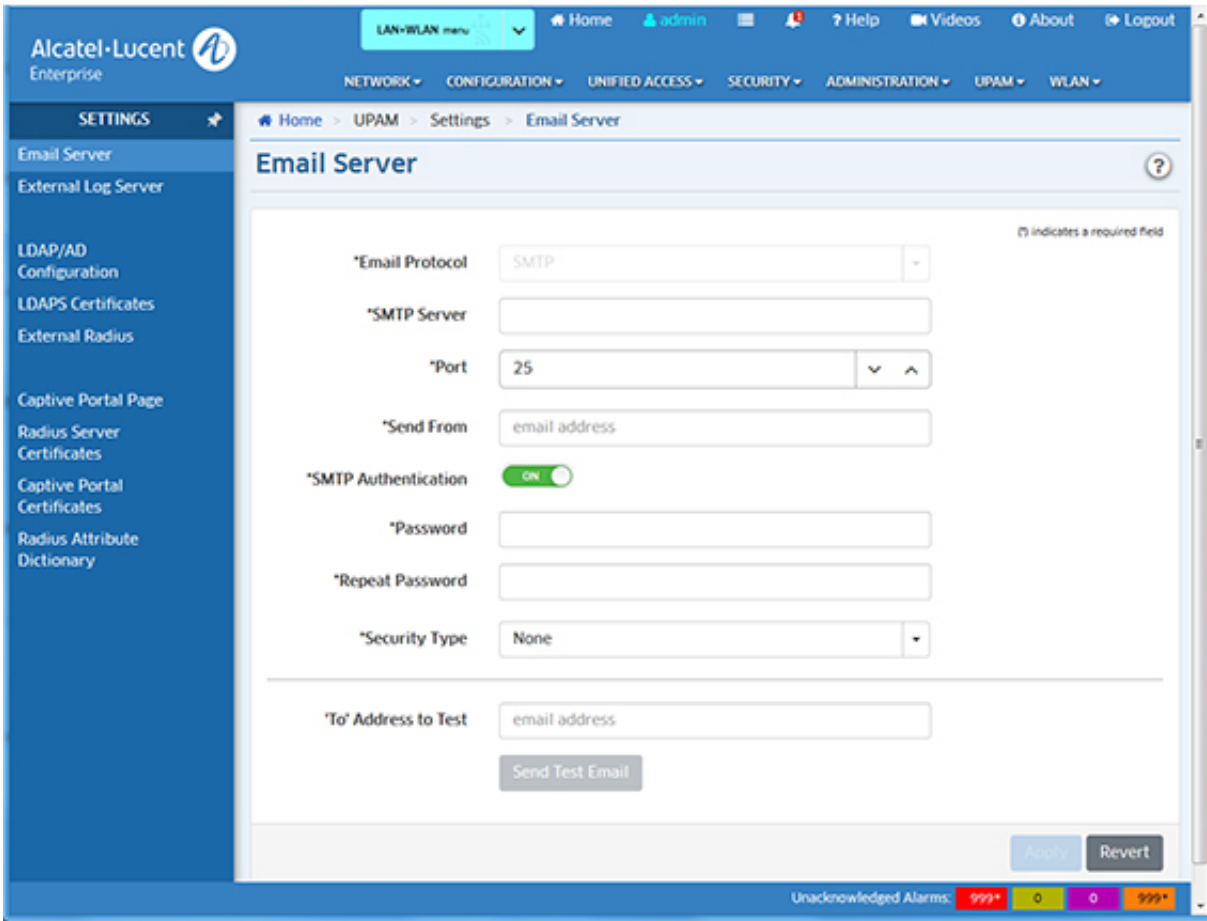 Alcatel·Lucent
Enterprise
LAN+WLAN menu
Home
admin
? Help
Videos
About
Logout
NETWORK
CONFIGURATION
UNIFIED ACCESS
SECURITY
ADMINISTRATION
UPAM
WLAN
SETTINGS
Email Server
External Log Server
LDAP/AD
Configuration
LDAPS Certificates
External Radius
Captive Portal Page
Radius Server
Certificates
Captive Portal
Certificates
Radius Attribute
Dictionary
Home > UPAM > Settings > Email Server
Email Server
?
(*) indicates a required field
*Email Protocol
SMTP
*SMTP Server
*Port
25
*Send From
email address
*SMTP Authentication
ON
*Password
*Repeat Password
*Security Type
None
'To' Address to Test
email address
Send Test Email
Apply
Revert
Unacknowledged Alarms:
999+
0
0
999+